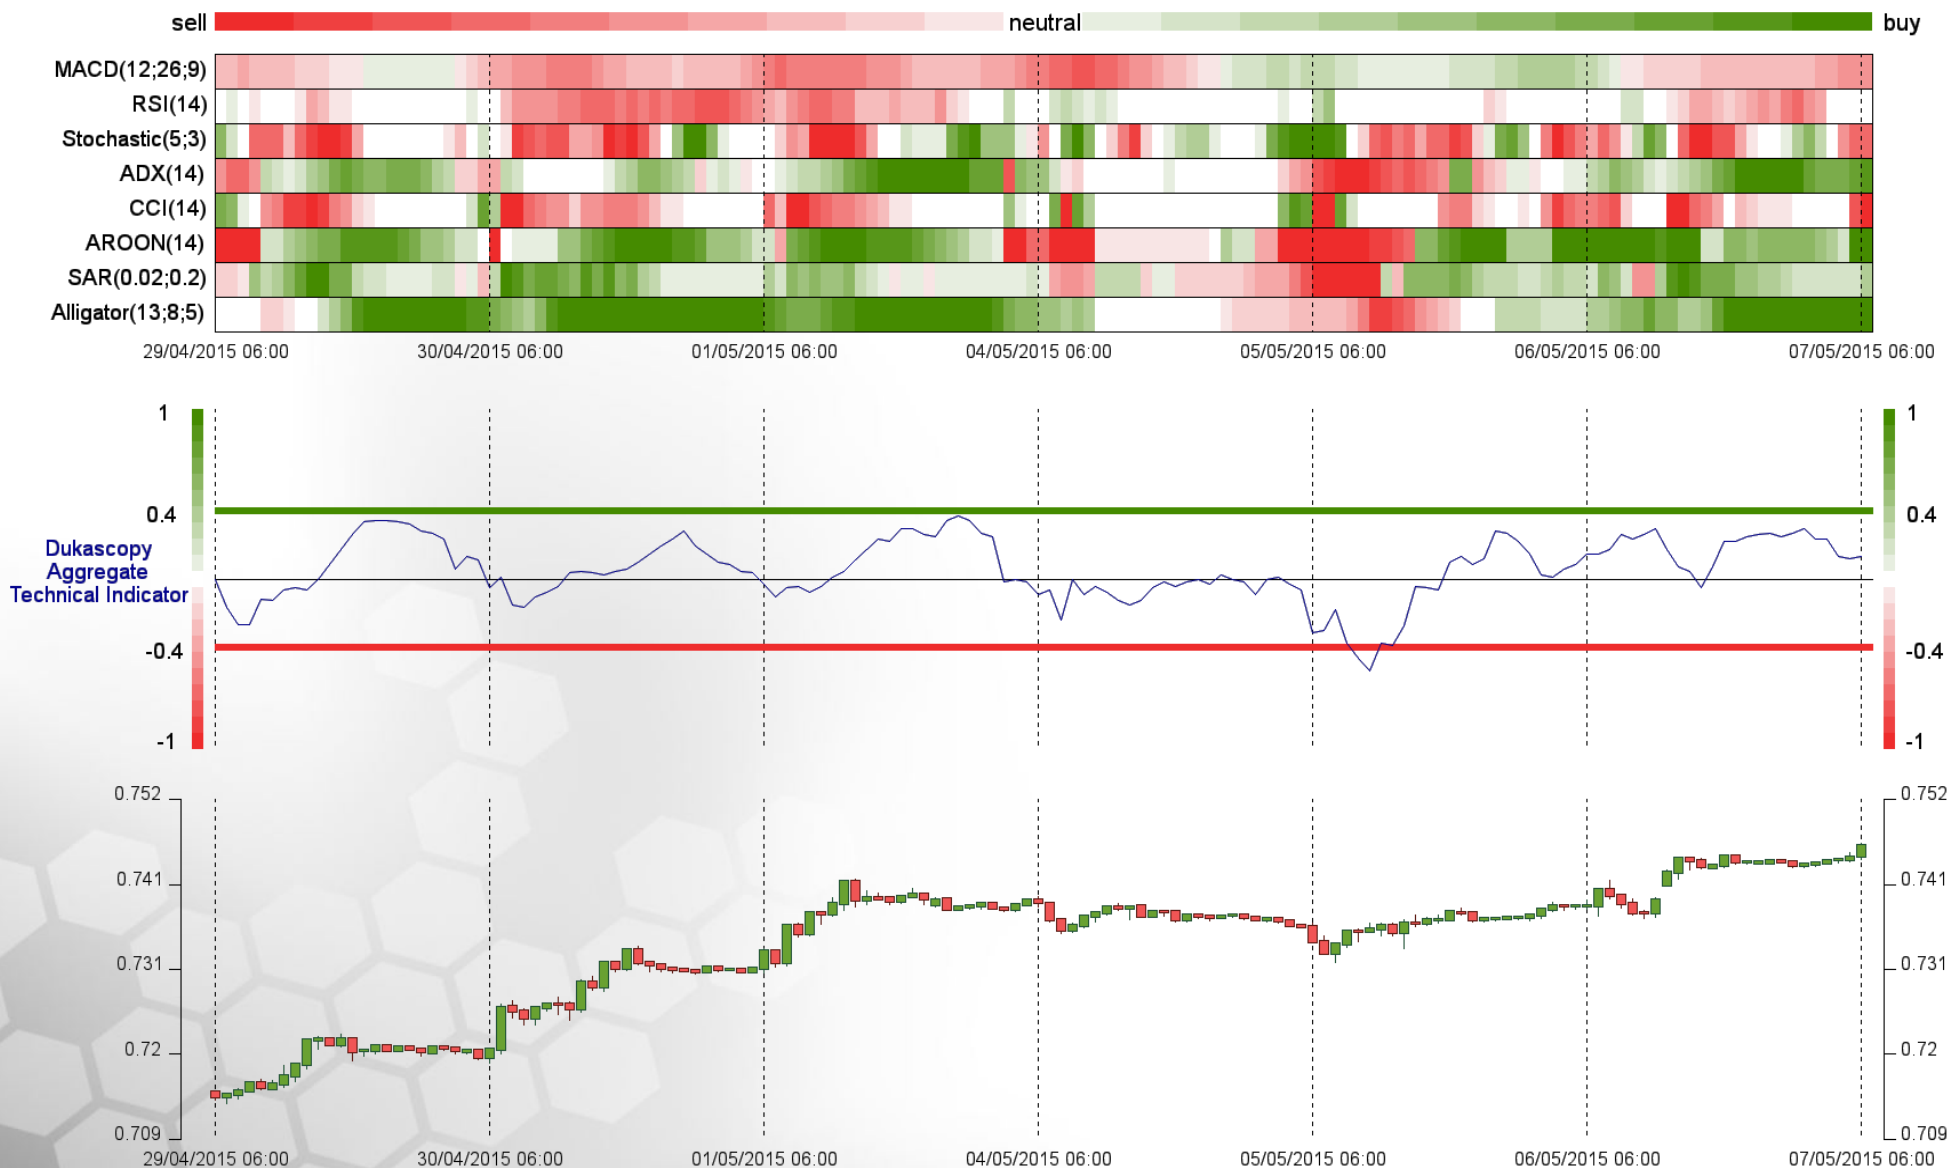 sell neutral buy
MACD(12;26;9)
RSI(14)
Stochastic(5;3)
ADX(14)
CCI(14)
AROON(14)
SAR(0.02;0.2)
Alligator(13;8;5)
29/04/2015 06:00 30/04/2015 06:00 01/05/2015 06:00 04/05/2015 06:00 05/05/2015 06:00 06/05/2015 06:00 07/05/2015 06:00
1 1
0.4 0.4
Dukascopy
Aggregate
Technical Indicator
-0.4 -0.4
-1 -1
0.752 0.752
0.741 0.741
0.731 0.731
0.72 0.72
0.709 0.709
29/04/2015 06:00 30/04/2015 06:00 01/05/2015 06:00 04/05/2015 06:00 05/05/2015 06:00 06/05/2015 06:00 07/05/2015 06:00